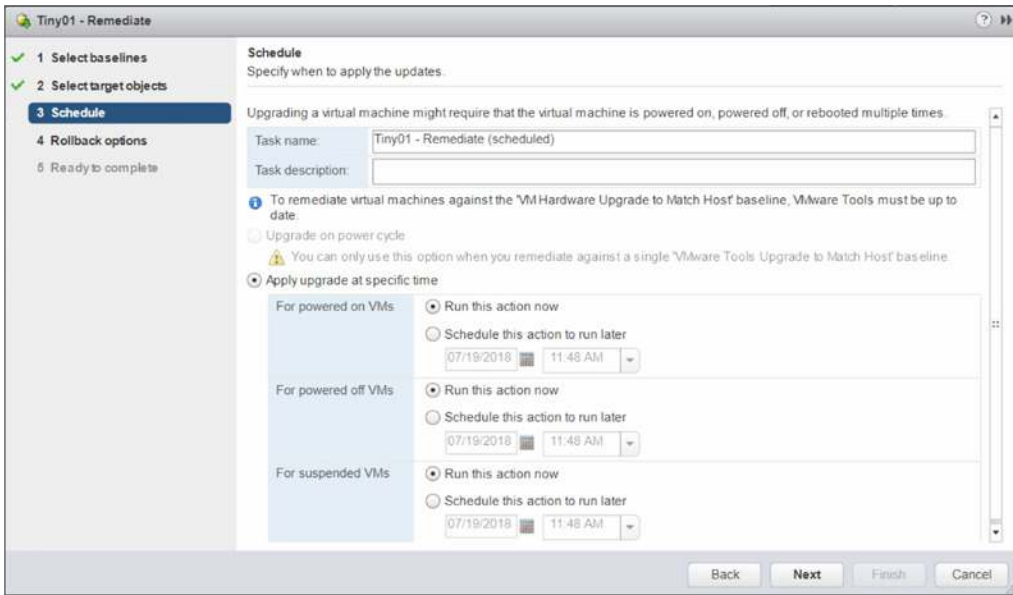 Tiny01 - Remediate
1 Select baselines
2 Select target objects
3 Schedule
4 Rollback options
5 Ready to complete
Schedule
Specify when to apply the updates.
Upgrading a virtual machine might require that the virtual machine is powered on, powered off, or rebooted multiple times.
Task name: Tiny01 - Remediate (scheduled)
Task description:
To remediate virtual machines against the 'VM Hardware Upgrade to Match Host' baseline, VMware Tools must be up to
date.
Upgrade on power cycle
You can only use this option when you remediate against a single 'VMware Tools Upgrade to Match Host' baseline.
Apply upgrade at specific time
For powered on VMs Run this action now
Schedule this action to run later
07/19/2018 11:48 AM
For powered off VMs Run this action now
Schedule this action to run later
07/19/2018 11:48 AM
For suspended VMs Run this action now
Schedule this action to run later
07/19/2018 11:48 AM
Back Next Finish Cancel